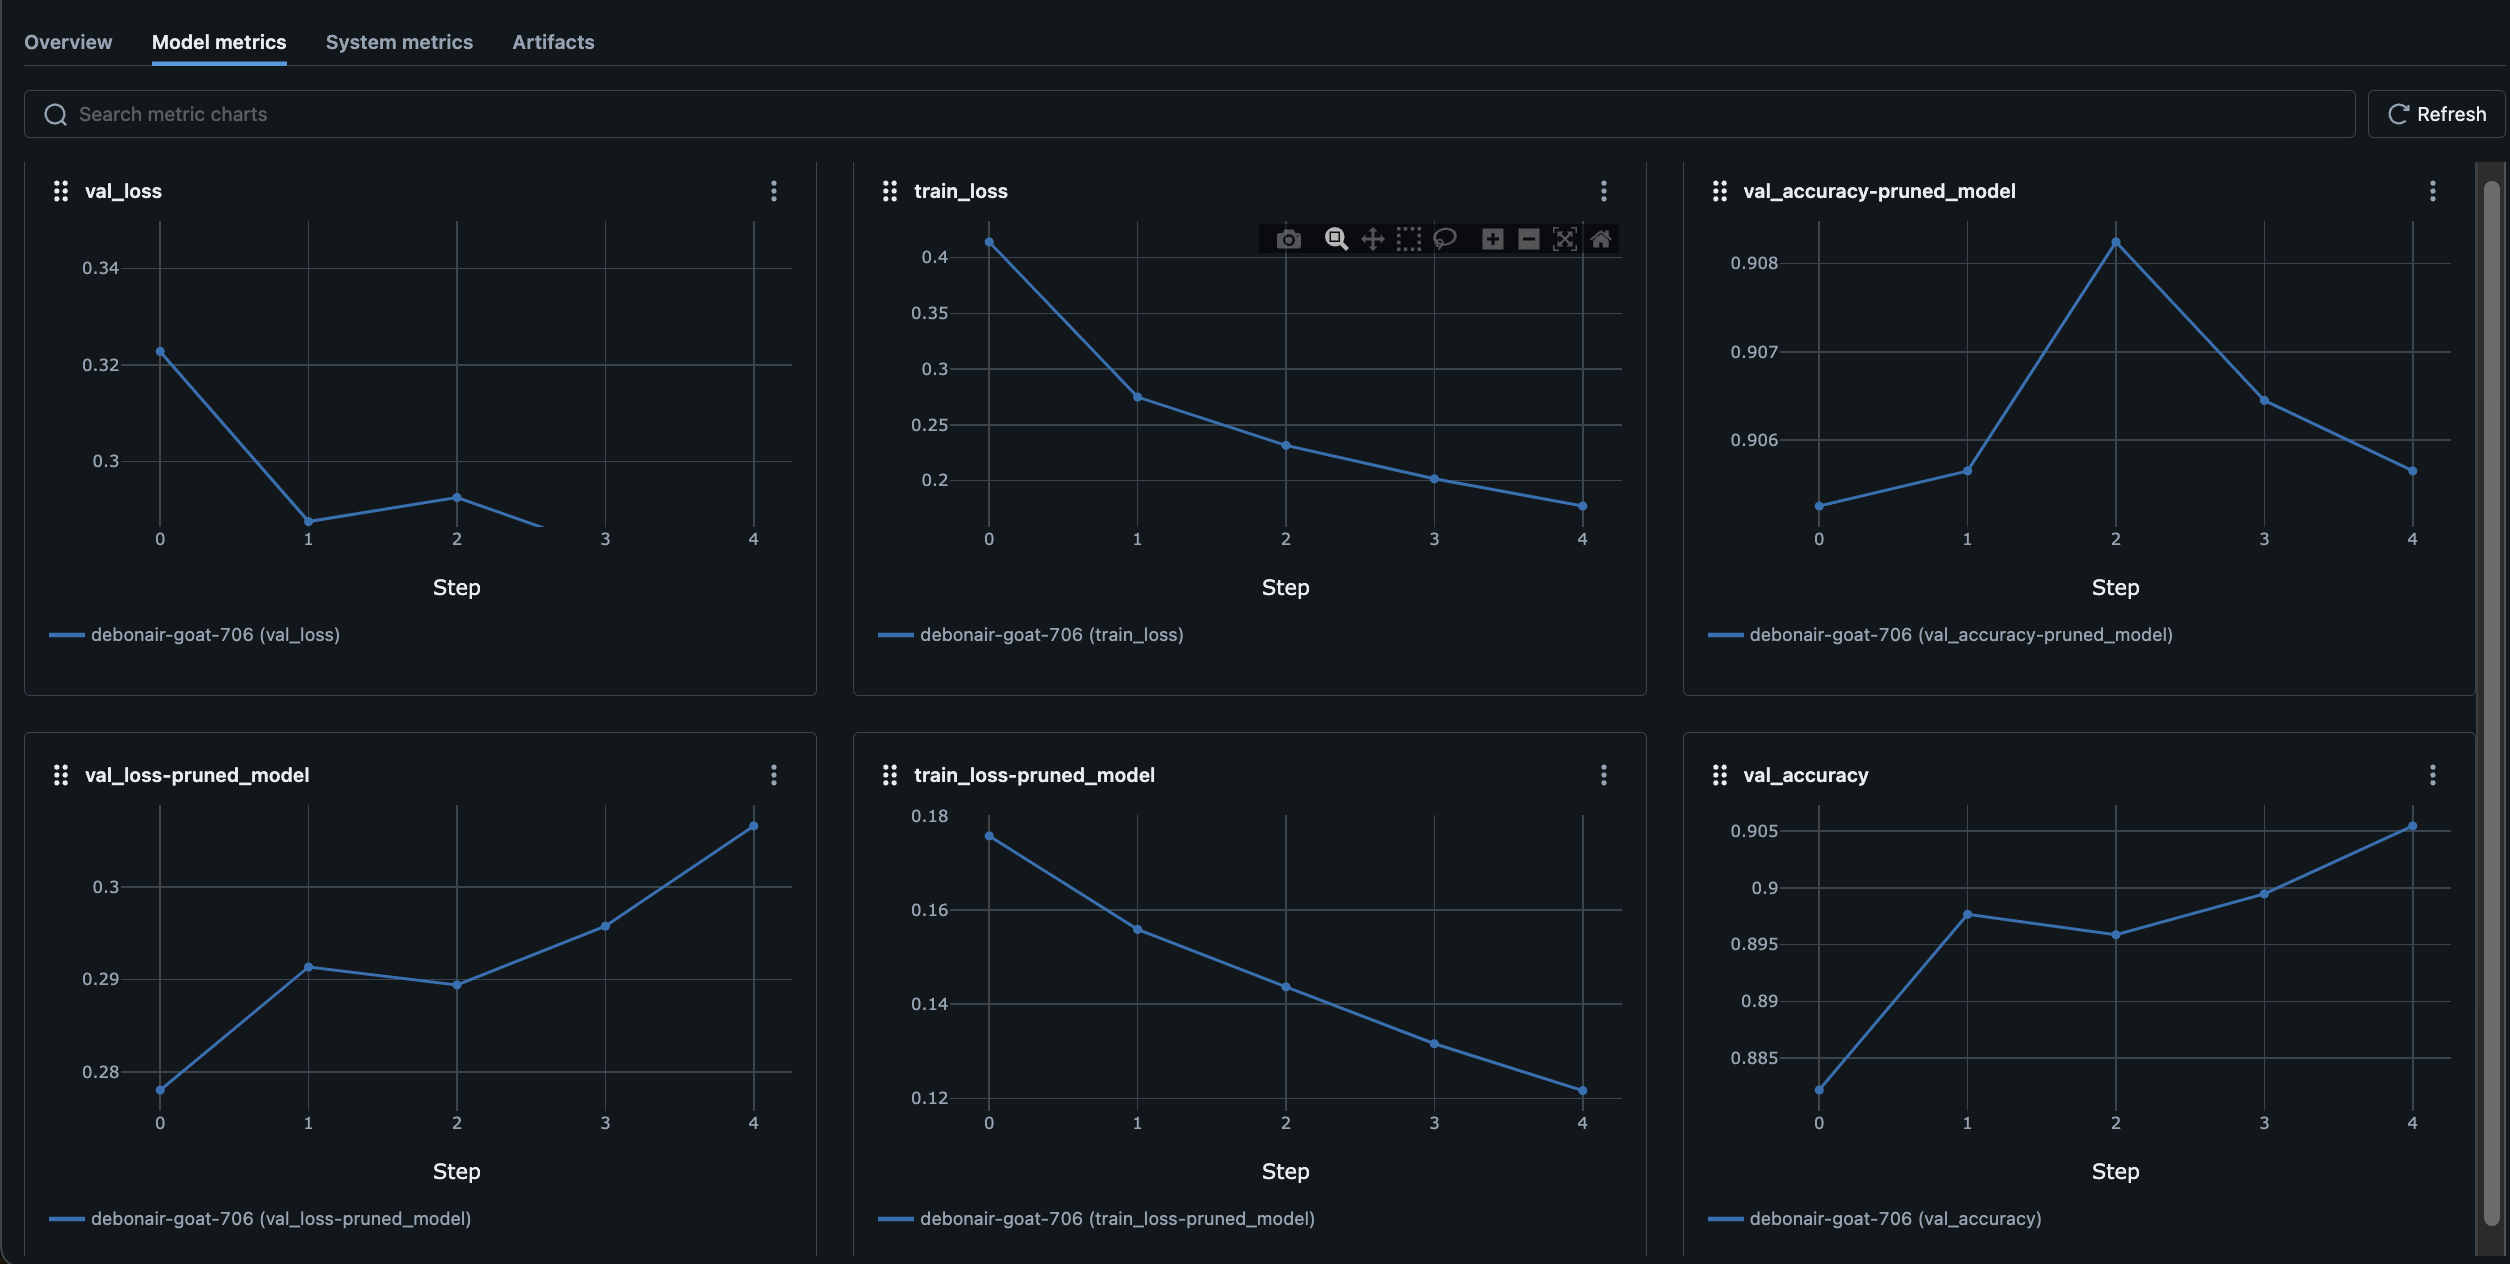 Overview Model metrics System metrics Artifacts
Search metric charts Refresh
val_loss
0.34
0.32
0.3
0 1 2 3 4
Step
debonair-goat-706 (val_loss)
train_loss
0.4
0.35
0.3
0.25
0.2
0 1 2 3 4
Step
debonair-goat-706 (train_loss)
val_accuracy-pruned_model
0.908
0.907
0.906
0 1 2 3 4
Step
debonair-goat-706 (val_accuracy-pruned_model)
val_loss-pruned_model
0.3
0.29
0.28
0 1 2 3 4
Step
debonair-goat-706 (val_loss-pruned_model)
train_loss-pruned_model
0.18
0.16
0.14
0.12
0 1 2 3 4
Step
debonair-goat-706 (train_loss-pruned_model)
val_accuracy
0.905
0.9
0.895
0.89
0.885
0 1 2 3 4
Step
debonair-goat-706 (val_accuracy)